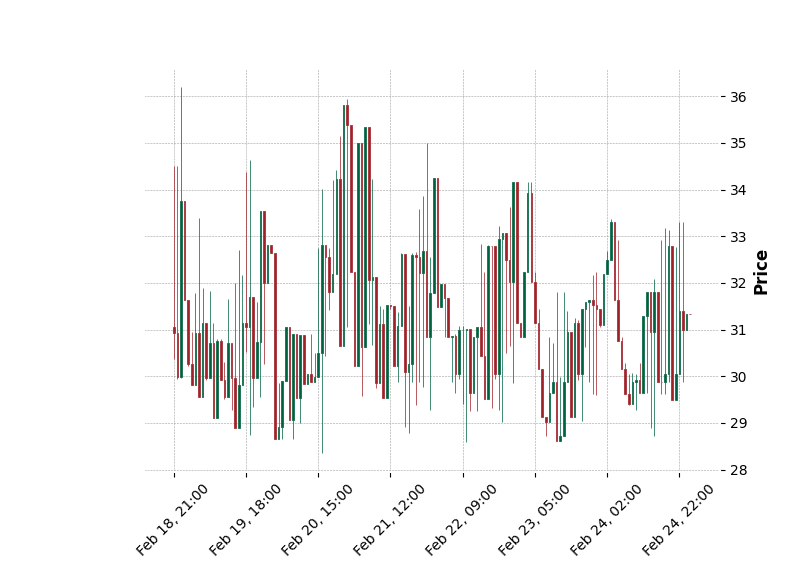 36
35
34
33
32
31
30
29
28
Price
Feb 18, 21:00
Feb 19, 18:00
Feb 20, 15:00
Feb 21, 12:00
Feb 22, 09:00
Feb 23, 05:00
Feb 24, 02:00
Feb 24, 22:00